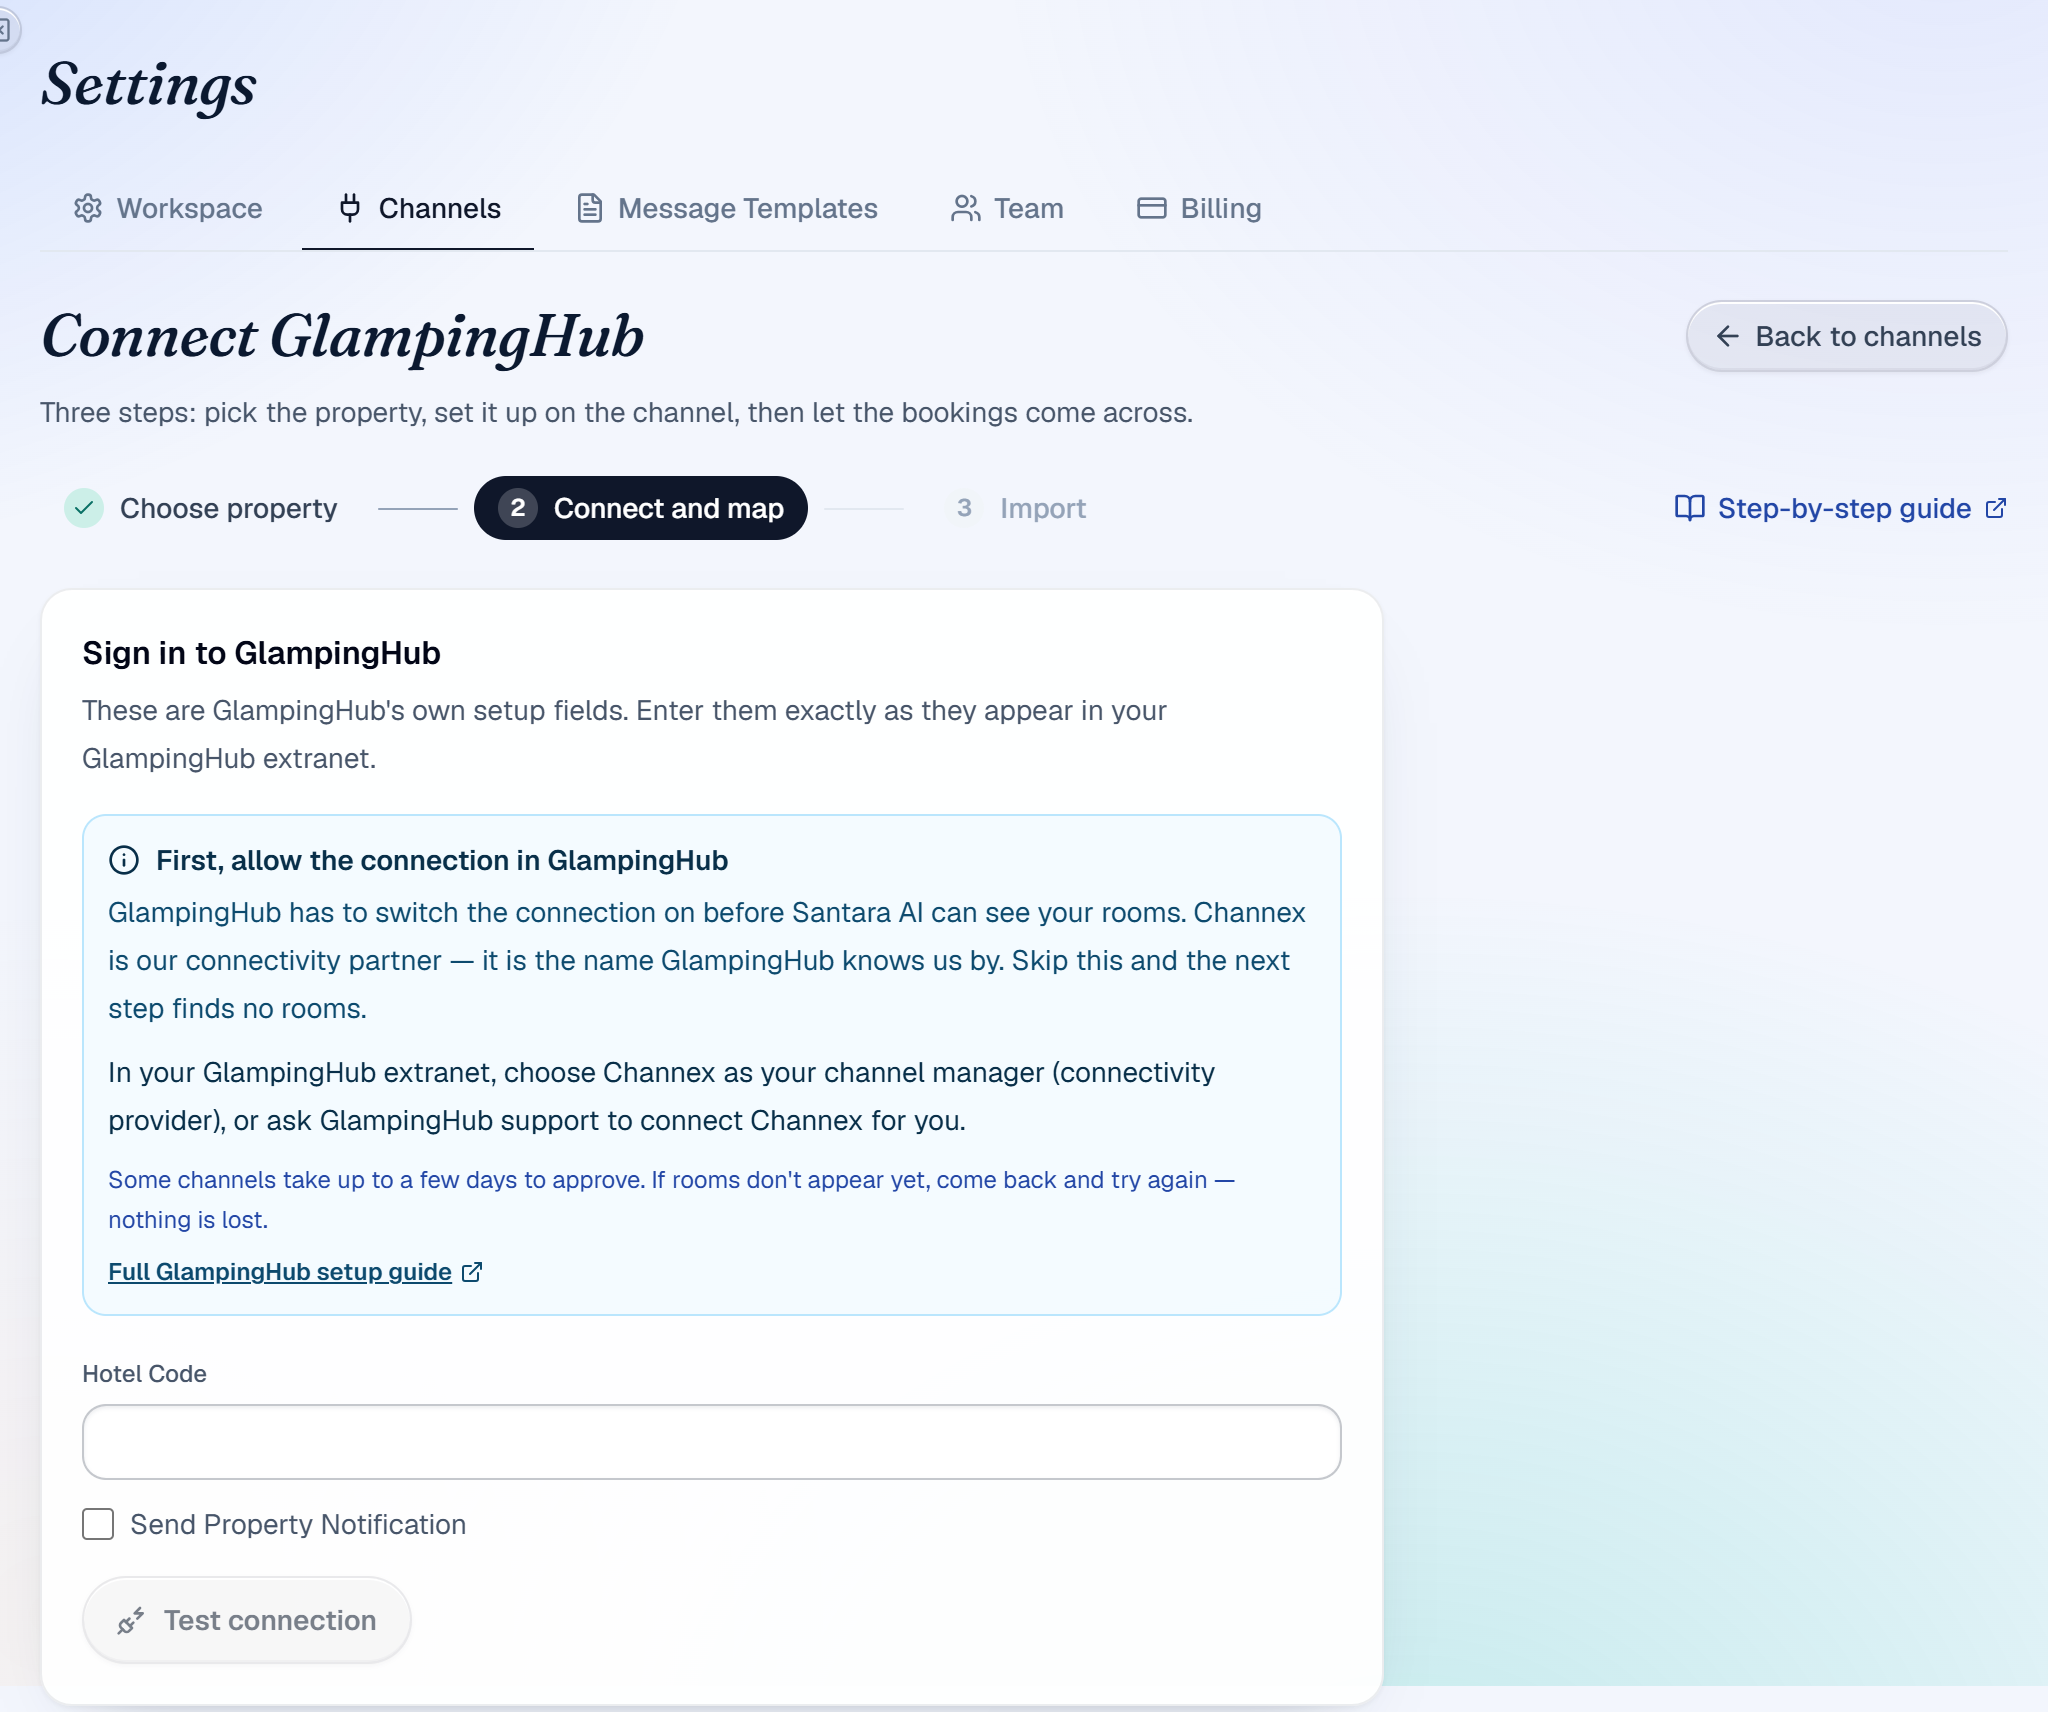 Settings
Workspace
Channels
Message Templates
Team
Billing
Connect GlampingHub
Back to channels
Three steps: pick the property, set it up on the channel, then let the bookings come across.
Choose property
2 Connect and map
3 Import
Step-by-step guide
Sign in to GlampingHub
These are GlampingHub's own setup fields. Enter them exactly as they appear in your
GlampingHub extranet.
First, allow the connection in GlampingHub
GlampingHub has to switch the connection on before Santara AI can see your rooms. Channex
is our connectivity partner — it is the name GlampingHub knows us by. Skip this and the next
step finds no rooms.
In your GlampingHub extranet, choose Channex as your channel manager (connectivity
provider), or ask GlampingHub support to connect Channex for you.
Some channels take up to a few days to approve. If rooms don't appear yet, come back and try again —
nothing is lost.
Full GlampingHub setup guide
Hotel Code
Send Property Notification
Test connection